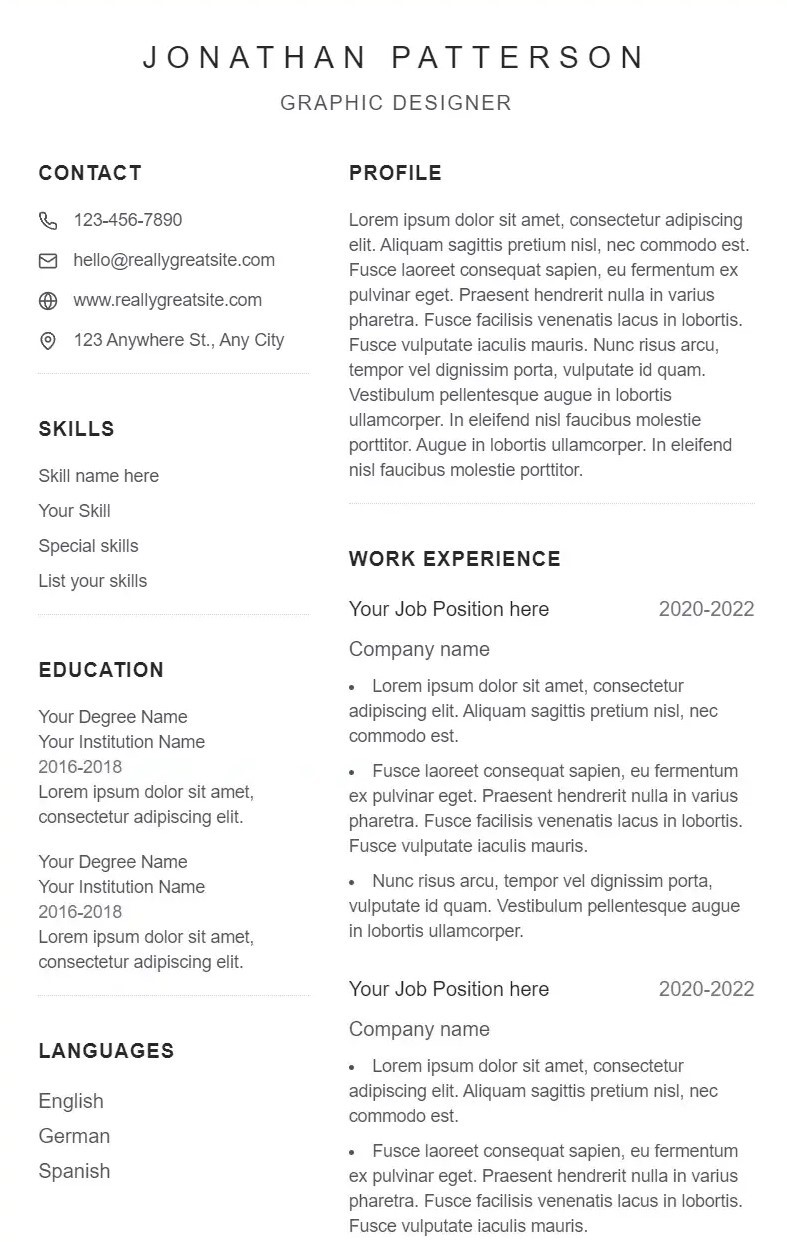 JONATHAN PATTERSON
GRAPHIC DESIGNER
CONTACT
123-456-7890
hello@reallygreatsite.com
www.reallygreatsite.com
123 Anywhere St., Any City
SKILLS
Skill name here
Your Skill
Special skills
List your skills
EDUCATION
Your Degree Name
Your Institution Name
2016-2018
Lorem ipsum dolor sit amet,
consectetur adipiscing elit.
Your Degree Name
Your Institution Name
2016-2018
Lorem ipsum dolor sit amet,
consectetur adipiscing elit.
LANGUAGES
English
German
Spanish
PROFILE
Lorem ipsum dolor sit amet, consectetur adipiscing
elit. Aliquam sagittis pretium nisl, nec commodo est.
Fusce laoreet consequat sapien, eu fermentum ex
pulvinar eget. Praesent hendrerit nulla in varius
pharetra. Fusce facilisis venenatis lacus in lobortis.
Fusce vulputate iaculis mauris. Nunc risus arcu,
tempor vel dignissim porta, vulputate id quam.
Vestibulum pellentesque augue in lobortis
ullamcorper. In eleifend nisl faucibus molestie
porttitor. Augue in lobortis ullamcorper. In eleifend
nisl faucibus molestie porttitor.
WORK EXPERIENCE
Your Job Position here 2020-2022
Company name
• Lorem ipsum dolor sit amet, consectetur
adipiscing elit. Aliquam sagittis pretium nisl, nec
commodo est.
• Fusce laoreet consequat sapien, eu fermentum
ex pulvinar eget. Praesent hendrerit nulla in varius
pharetra. Fusce facilisis venenatis lacus in lobortis.
Fusce vulputate iaculis mauris.
• Nunc risus arcu, tempor vel dignissim porta,
vulputate id quam. Vestibulum pellentesque augue
in lobortis ullamcorper.
Your Job Position here 2020-2022
Company name
• Lorem ipsum dolor sit amet, consectetur
adipiscing elit. Aliquam sagittis pretium nisl, nec
commodo est.
• Fusce laoreet consequat sapien, eu fermentum
ex pulvinar eget. Praesent hendrerit nulla in varius
pharetra. Fusce facilisis venenatis lacus in lobortis.
Fusce vulputate iaculis mauris.